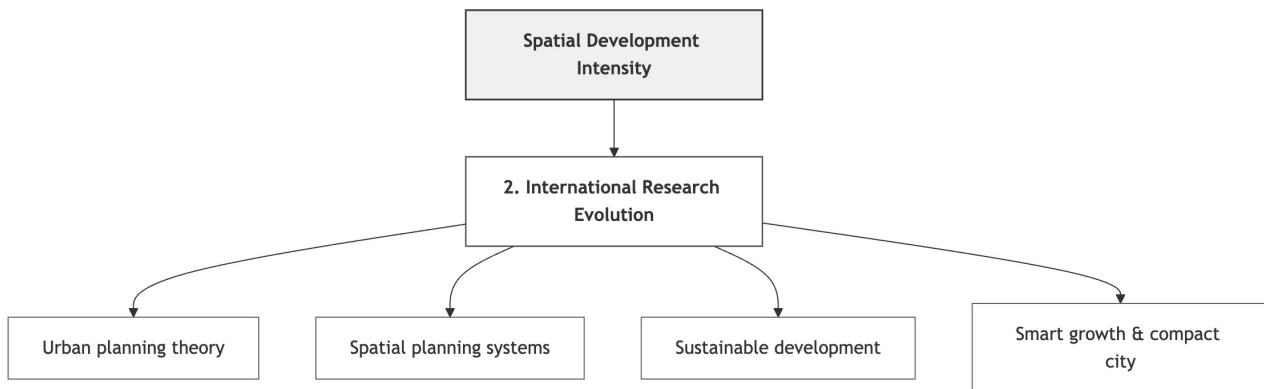 Spatial Development
Intensity
2. International Research
Evolution
Urban planning theory
Spatial planning systems
Sustainable development
Smart growth & compact
city